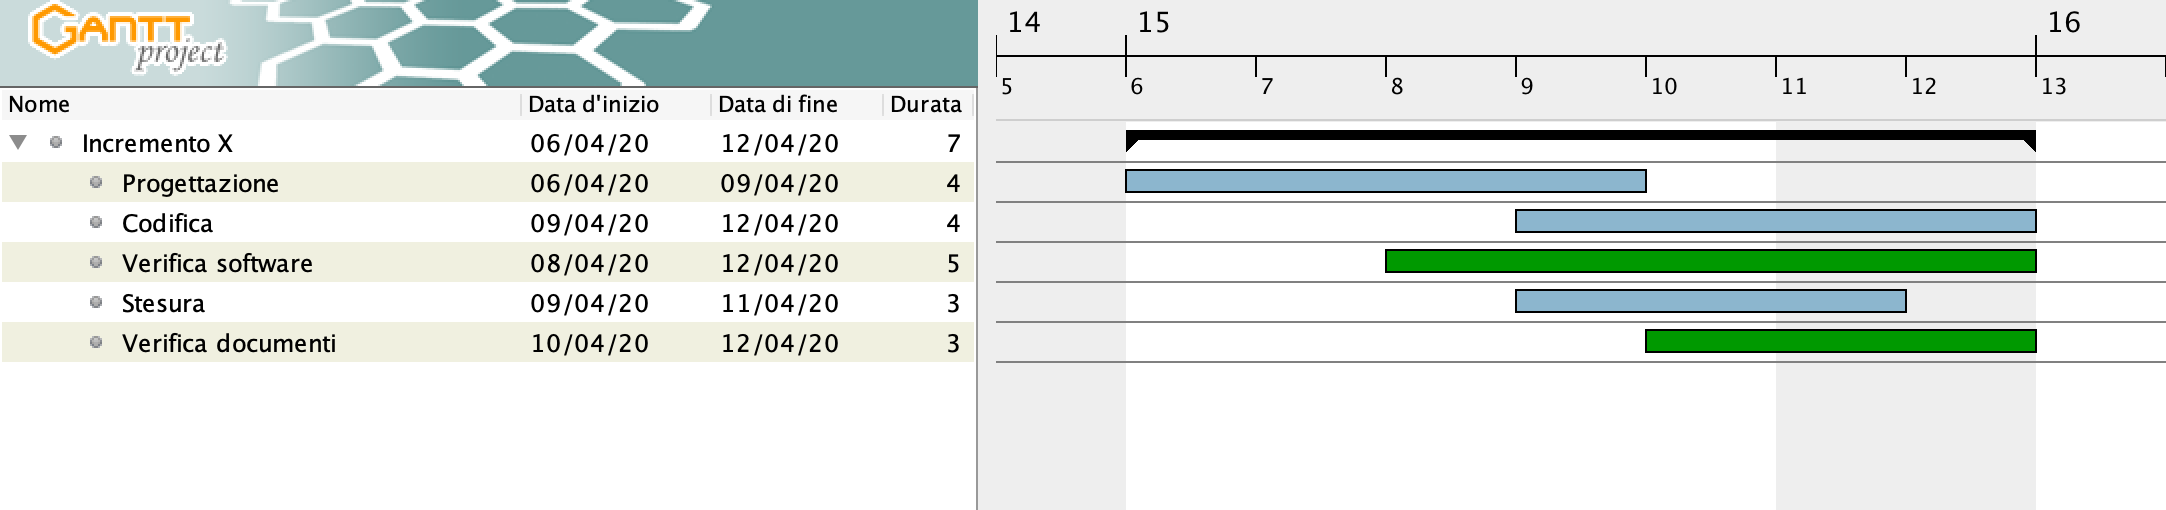 GANTT
project
14 15 16
5 6 7 8 9 10 11 12 13
Nome Data d'inizio Data di fine Durata
Incremento X 06/04/20 12/04/20 7
Progettazione 06/04/20 09/04/20 4
Codifica 09/04/20 12/04/20 4
Verifica software 08/04/20 12/04/20 5
Stesura 09/04/20 11/04/20 3
Verifica documenti 10/04/20 12/04/20 3